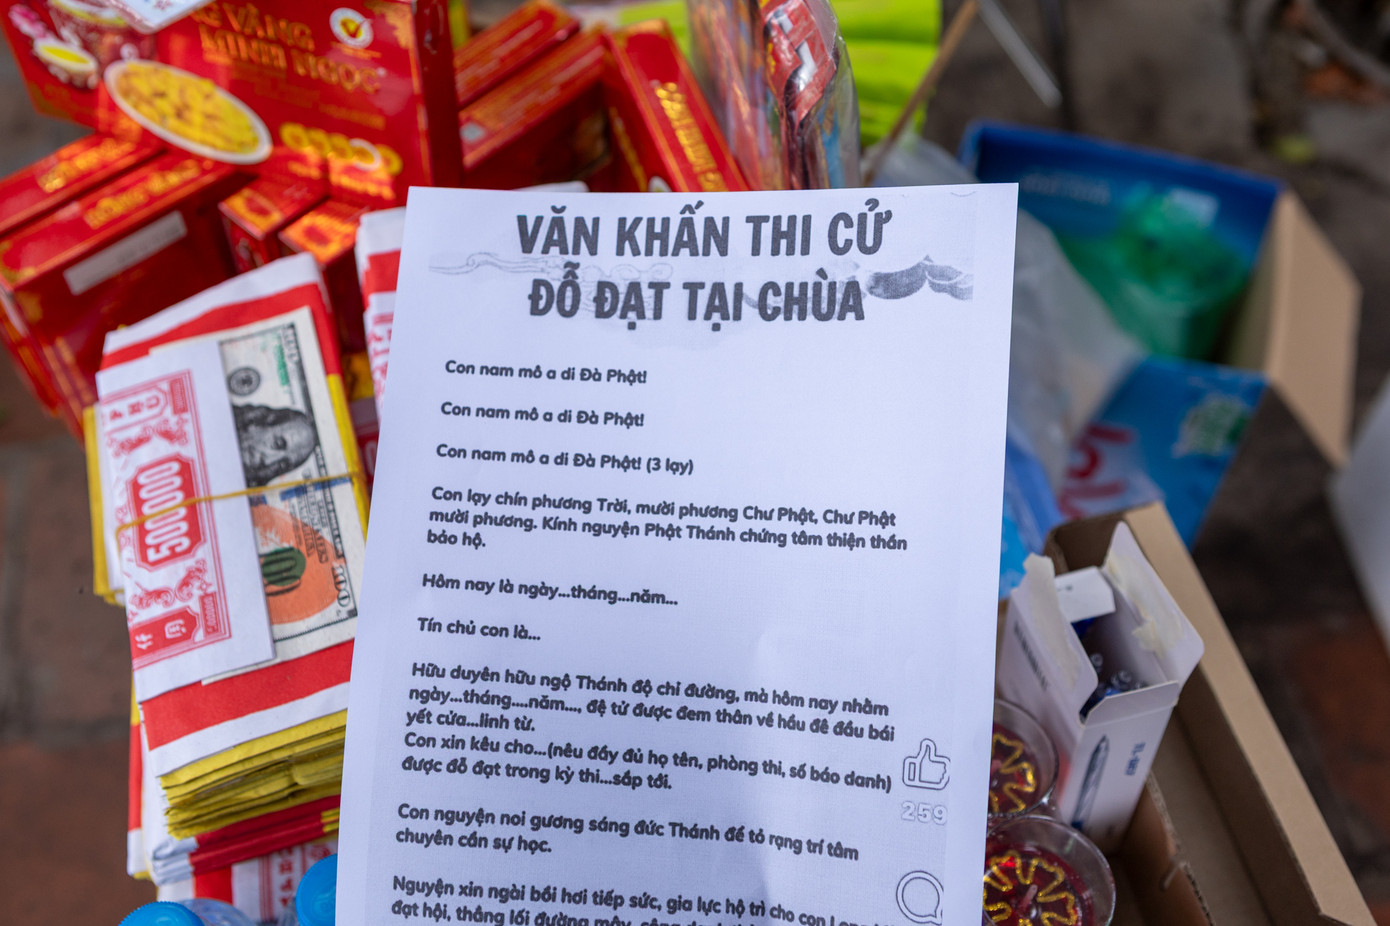 VÀNG
MINH NGỌC
500000
VĂN KHẤN THI CỬ
ĐỖ ĐẠT TẠI CHÙA
Con nam mô a di Đà Phật!
Con nam mô a di Đà Phật!
Con nam mô a di Đà Phật! (3 lạy)
Con lạy chín phương Trời, mười phương Chư Phật, Chư Phật
mười phương. Kính nguyện Phật Thánh chứng tâm thiện thần
bảo hộ.
Hôm nay là ngày...tháng...năm...
Tín chủ con là...
Hữu duyên hữu ngộ Thánh độ chỉ đường, mà hôm nay nhằm
ngày...tháng....năm..., đệ tử được đem thân về hầu đê đầu bái
yết cửa...linh từ.
Con xin kêu cho...(nêu đầy đủ họ tên, phòng thi, số báo danh)
được đỗ đạt trong kỳ thi...sắp tới.
259
Con nguyện noi gương sáng đức Thánh để tỏ rạng trí tâm
chuyên cần sự học.
Nguyện xin ngài bồi hơi tiếp sức, gia lực hộ trì cho con
đạt hội, thẳng lối đường mây,